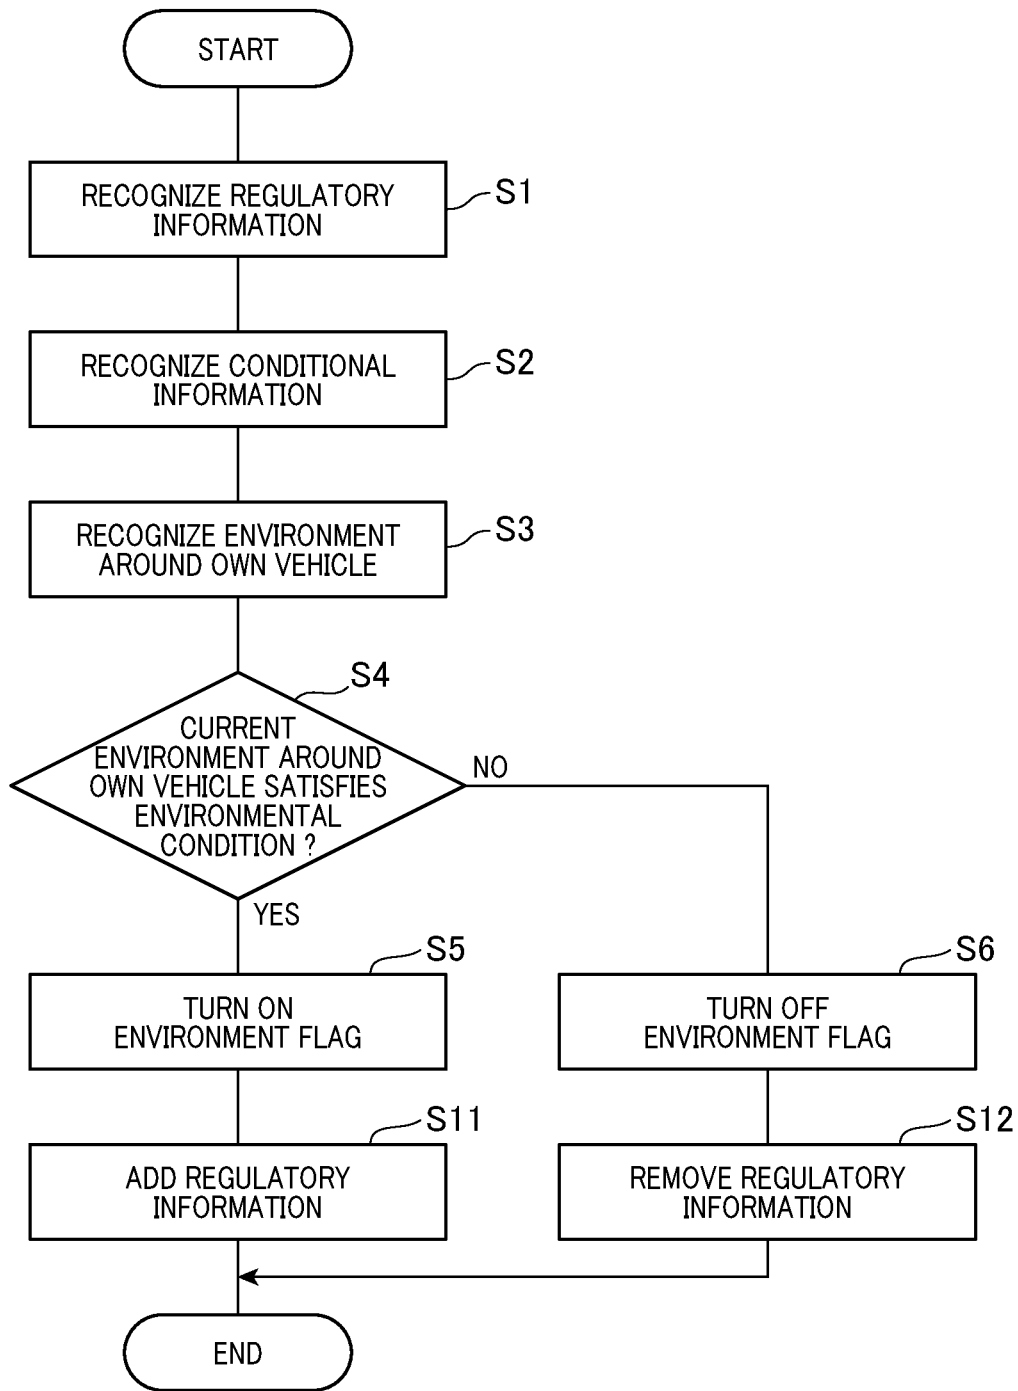 START
RECOGNIZE REGULATORY
INFORMATION
S1
RECOGNIZE CONDITIONAL
INFORMATION
S2
RECOGNIZE ENVIRONMENT
AROUND OWN VEHICLE
S3
S4
CURRENT
ENVIRONMENT AROUND
OWN VEHICLE SATISFIES
ENVIRONMENTAL
CONDITION ?
NO
YES
S5
TURN ON
ENVIRONMENT FLAG
S6
TURN OFF
ENVIRONMENT FLAG
S11
ADD REGULATORY
INFORMATION
S12
REMOVE REGULATORY
INFORMATION
END